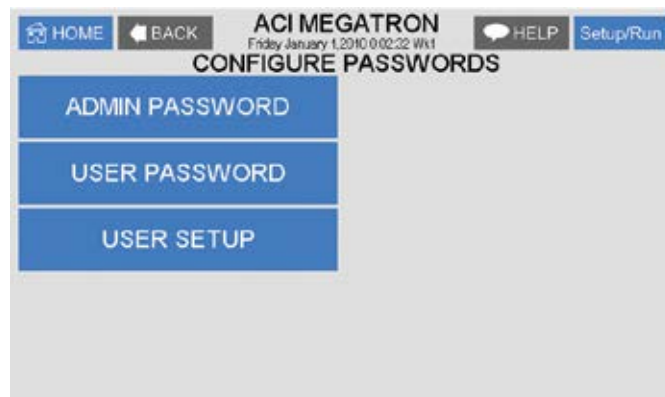 HOME BACK ACI MEGATRON HELP Setup/Run
Friday January 1,2010 0:02:32 Wk1
CONFIGURE PASSWORDS
ADMIN PASSWORD
USER PASSWORD
USER SETUP